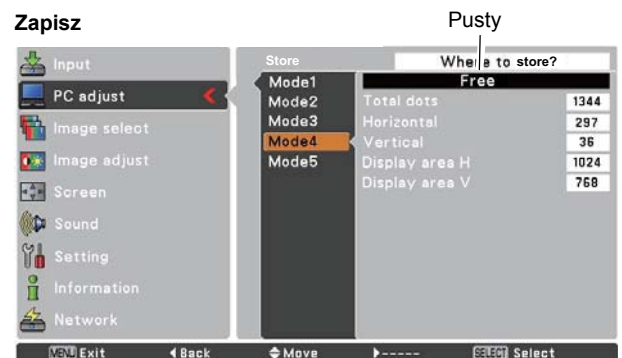 Zapisz
Pusty
Input
PC adjust
Image select
Image adjust
Screen
Sound
Setting
Information
Network
Store
Mode1
Mode2
Mode3
Mode4
Mode5
Where to store?
Free
Total dots 1344
Horizontal 297
Vertical 36
Display area H 1024
Display area V 768
MENU Exit Back Move ----- SELECT Select